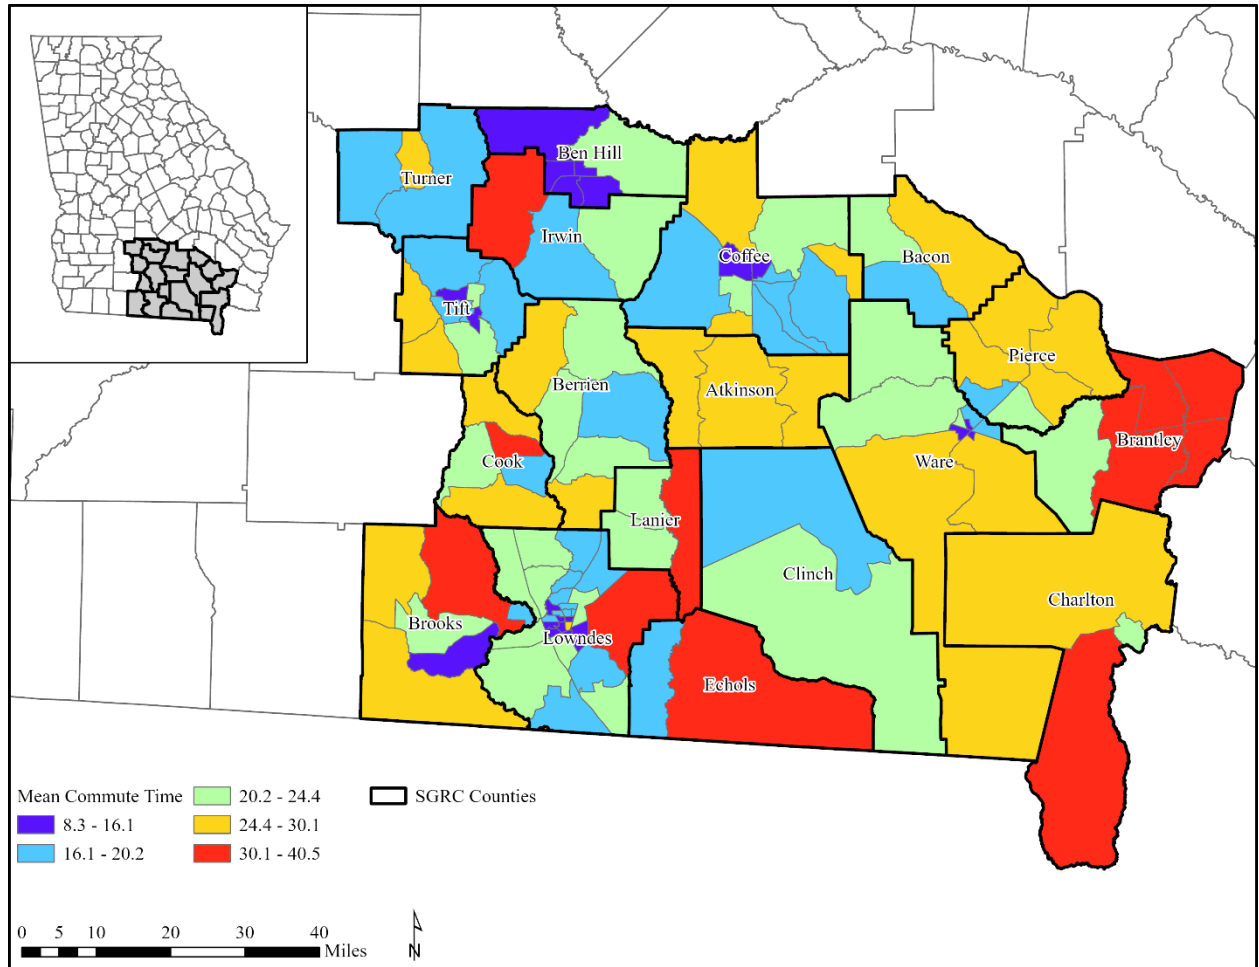 Ben Hill
Turner
Irwin
Coffee
Bacon
Tift
Pierce
Berrien
Atkinson
Brantley
Cook
Ware
Lanier
Clinch
Charlton
Brooks
Lowndes
Echols
Mean Commute Time
8.3 - 16.1
16.1 - 20.2
20.2 - 24.4
24.4 - 30.1
30.1 - 40.5
SGRC Counties
0 5 10 20 30 40
Miles
N